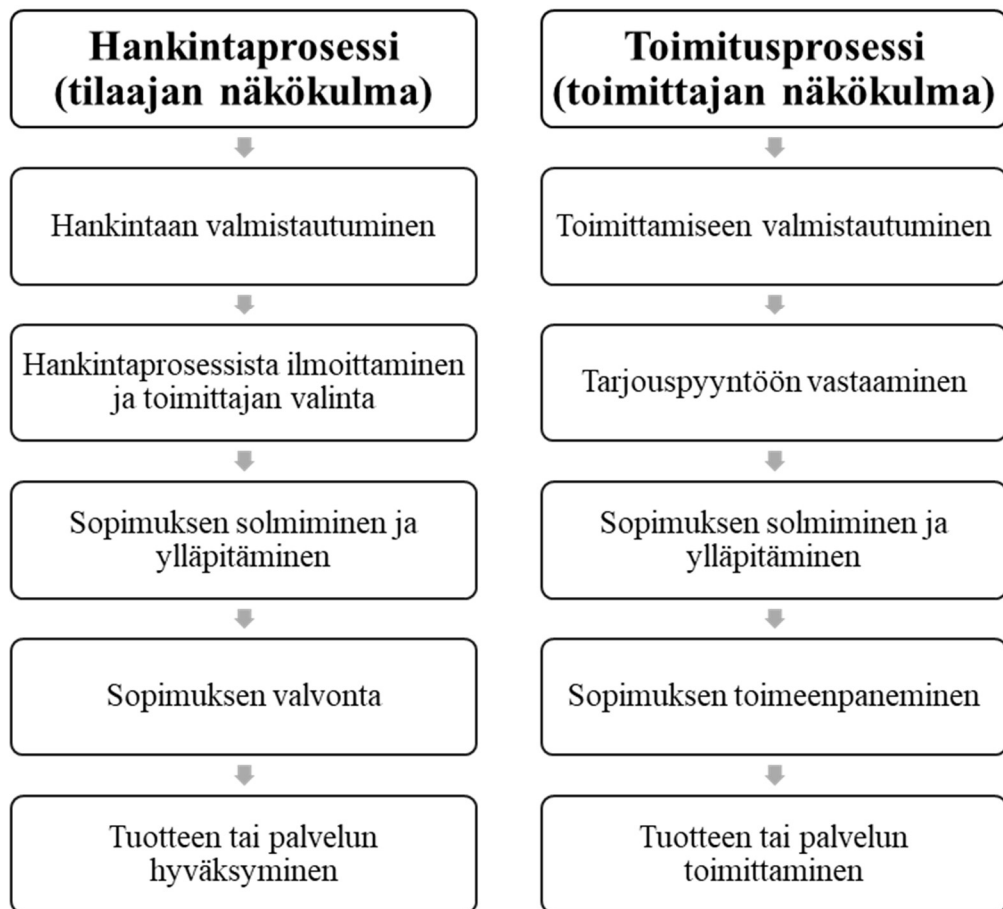 Hankintaprosessi
(tilaajan näkökulma)
Hankintaan valmistautuminen
Hankintaprosessista ilmoittaminen
ja toimittajan valinta
Sopimuksen solmiminen ja
ylläpitäminen
Sopimuksen valvonta
Tuotteen tai palvelun
hyväksyminen
Toimitusprosessi
(toimittajan näkökulma)
Toimittamiseen valmistautuminen
Tarjouspyyntöön vastaaminen
Sopimuksen solmiminen ja
ylläpitäminen
Sopimuksen toimeenpaneminen
Tuotteen tai palvelun
toimittaminen